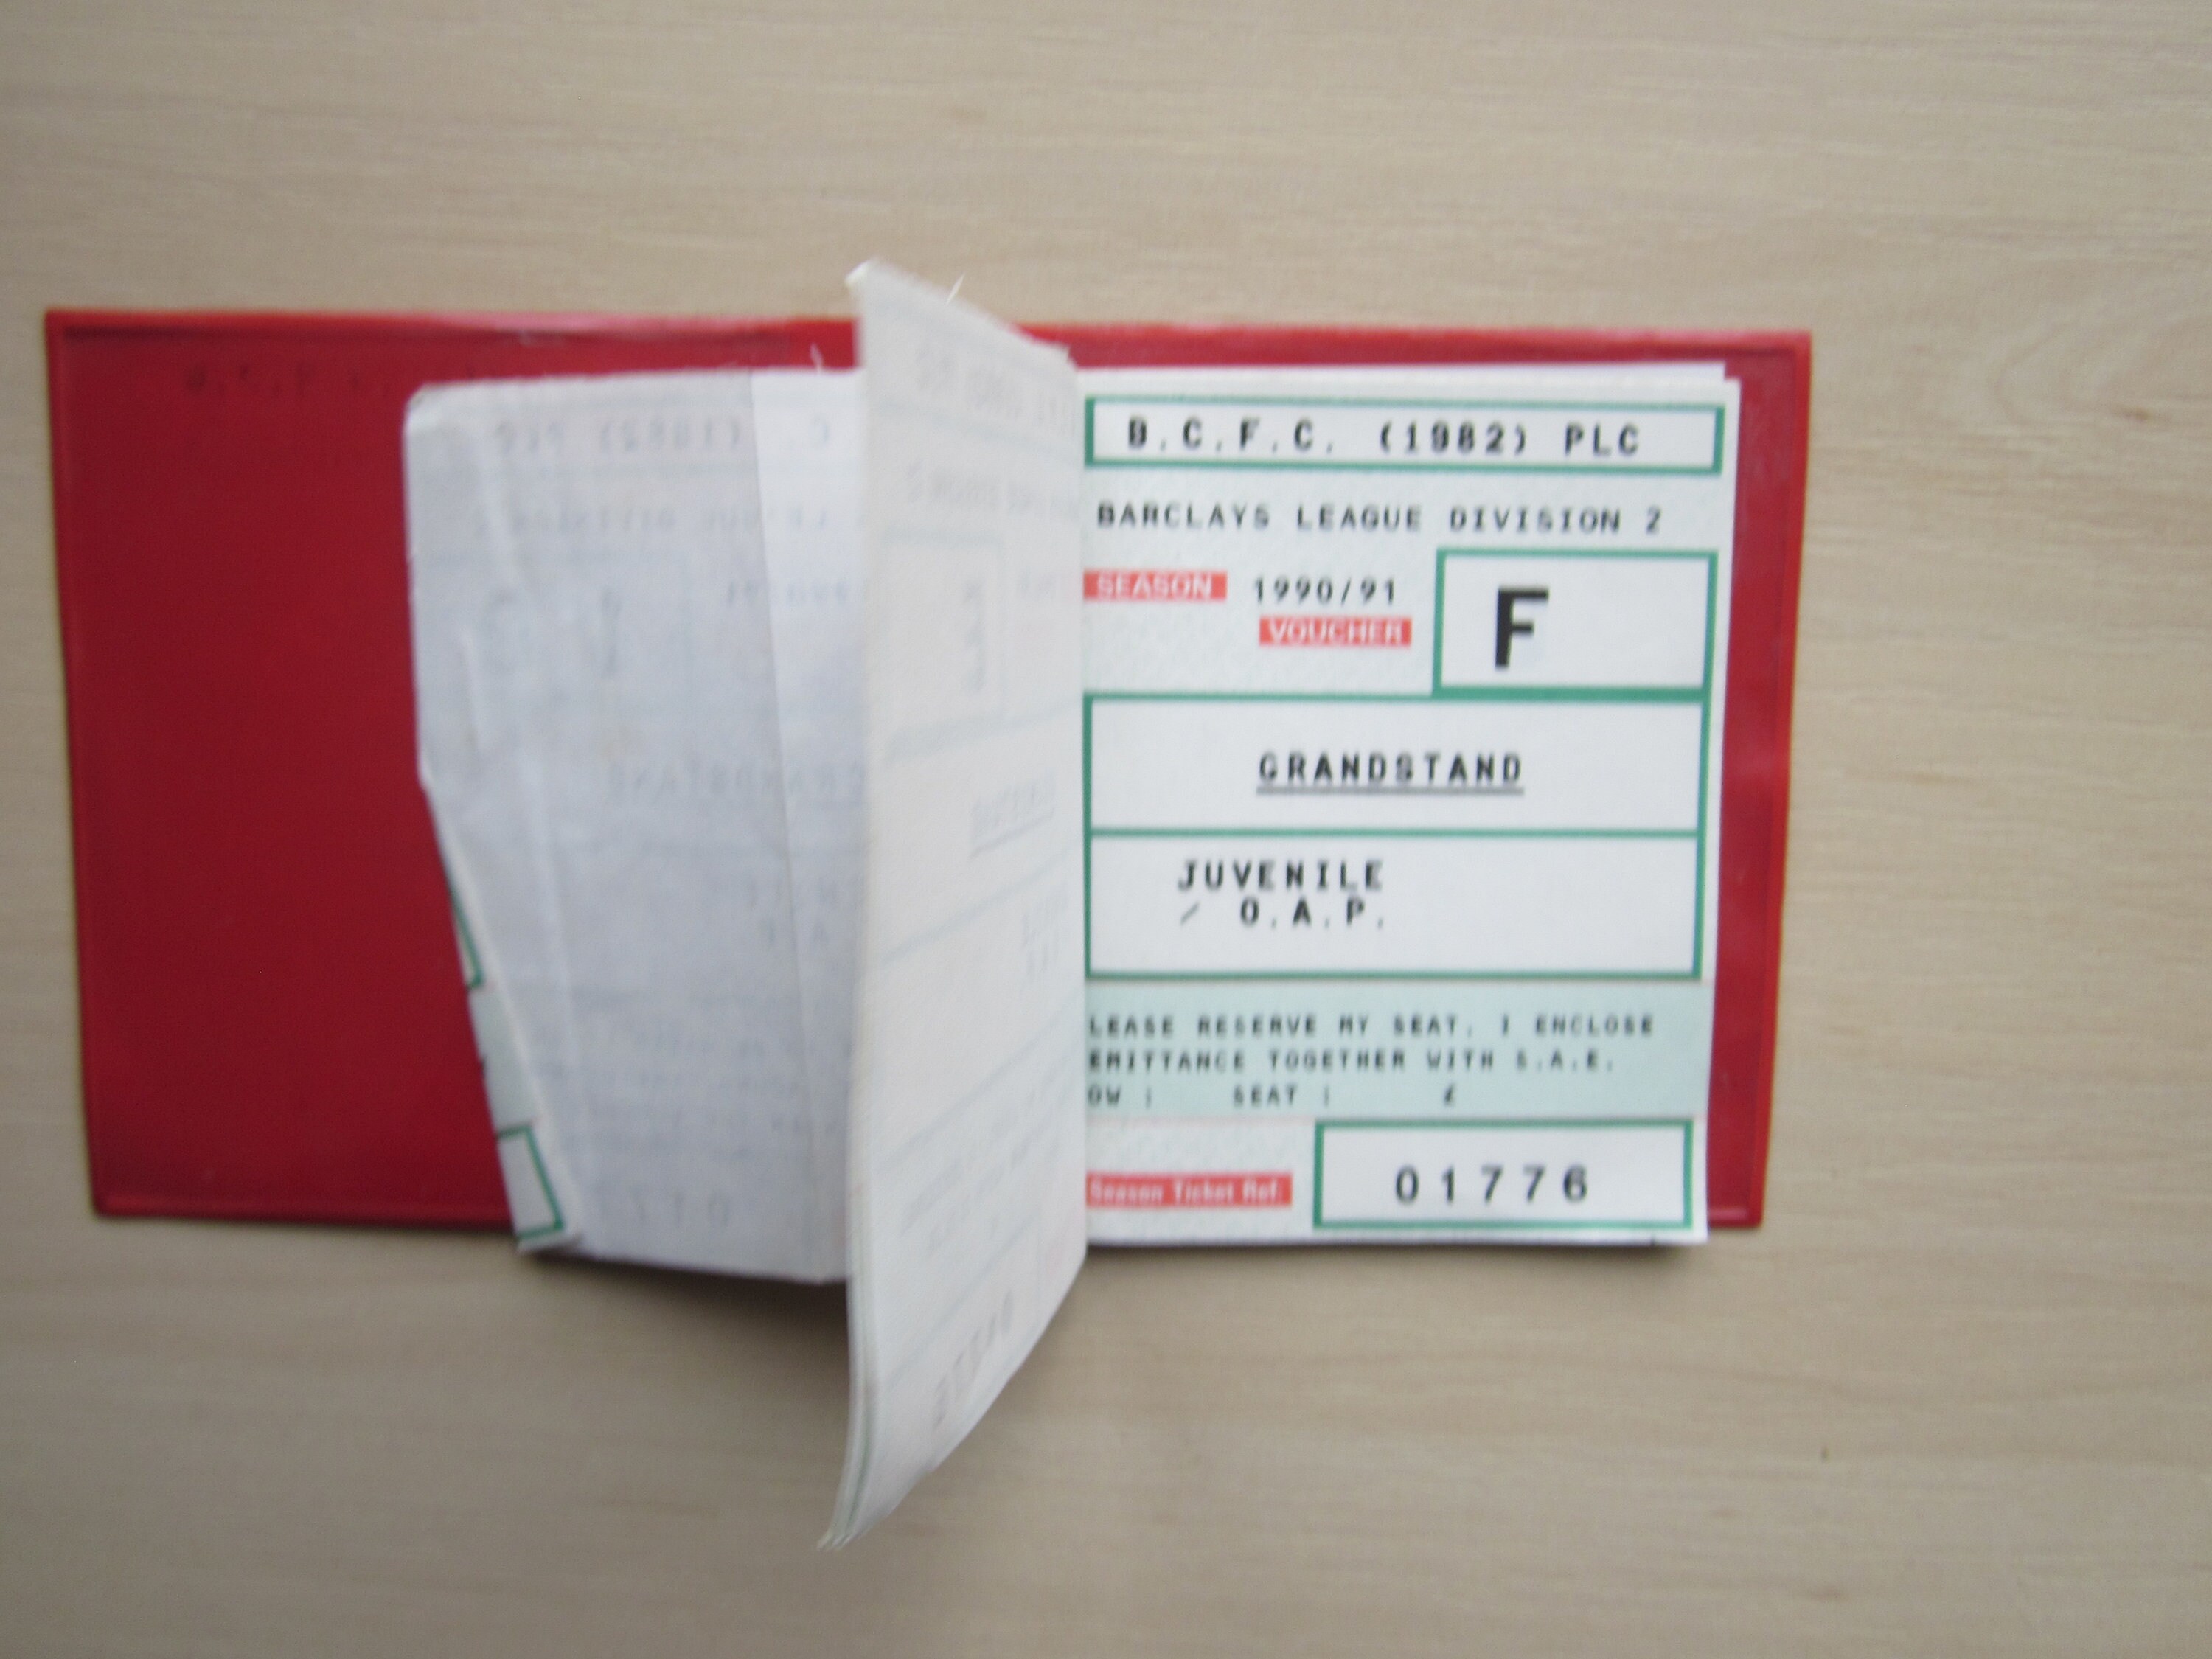 B.C.F.C. (1982) PLC
BARCLAYS LEAGUE DIVISION 2
SEASON 1990/91
VOUCHER
F
GRANDSTAND
JUVENILE
/ O.A.P.
LEASE RESERVE MY SEAT. I ENCLOSE
EMITTANCE TOGETHER WITH S.A.E.
OW : SEAT : £
Season Ticket Ref. 01776